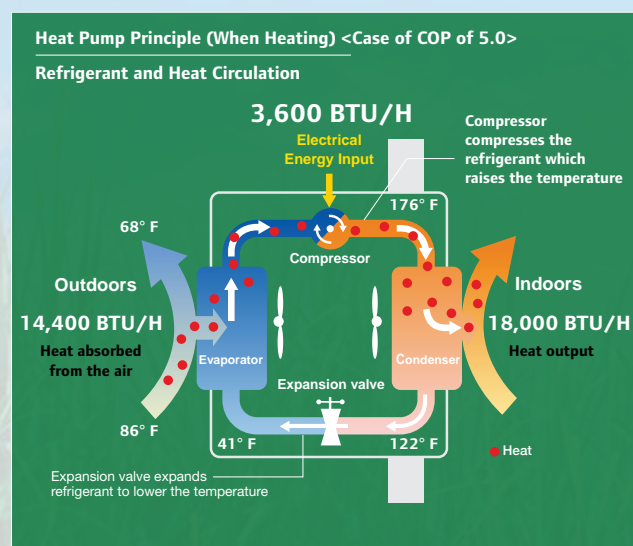 Heat Pump Principle (When Heating) <Case of COP of 5.0>
Refrigerant and Heat Circulation
3,600 BTU/H
Electrical
Energy Input
Compressor
compresses the
refrigerant which
raises the temperature
176° F
68° F
Compressor
Outdoors
14,400 BTU/H
Heat absorbed
from the air
Evaporator
Condenser
Indoors
18,000 BTU/H
Heat output
Expansion valve
86° F
41° F
122° F
Heat
Expansion valve expands
refrigerant to lower the temperature